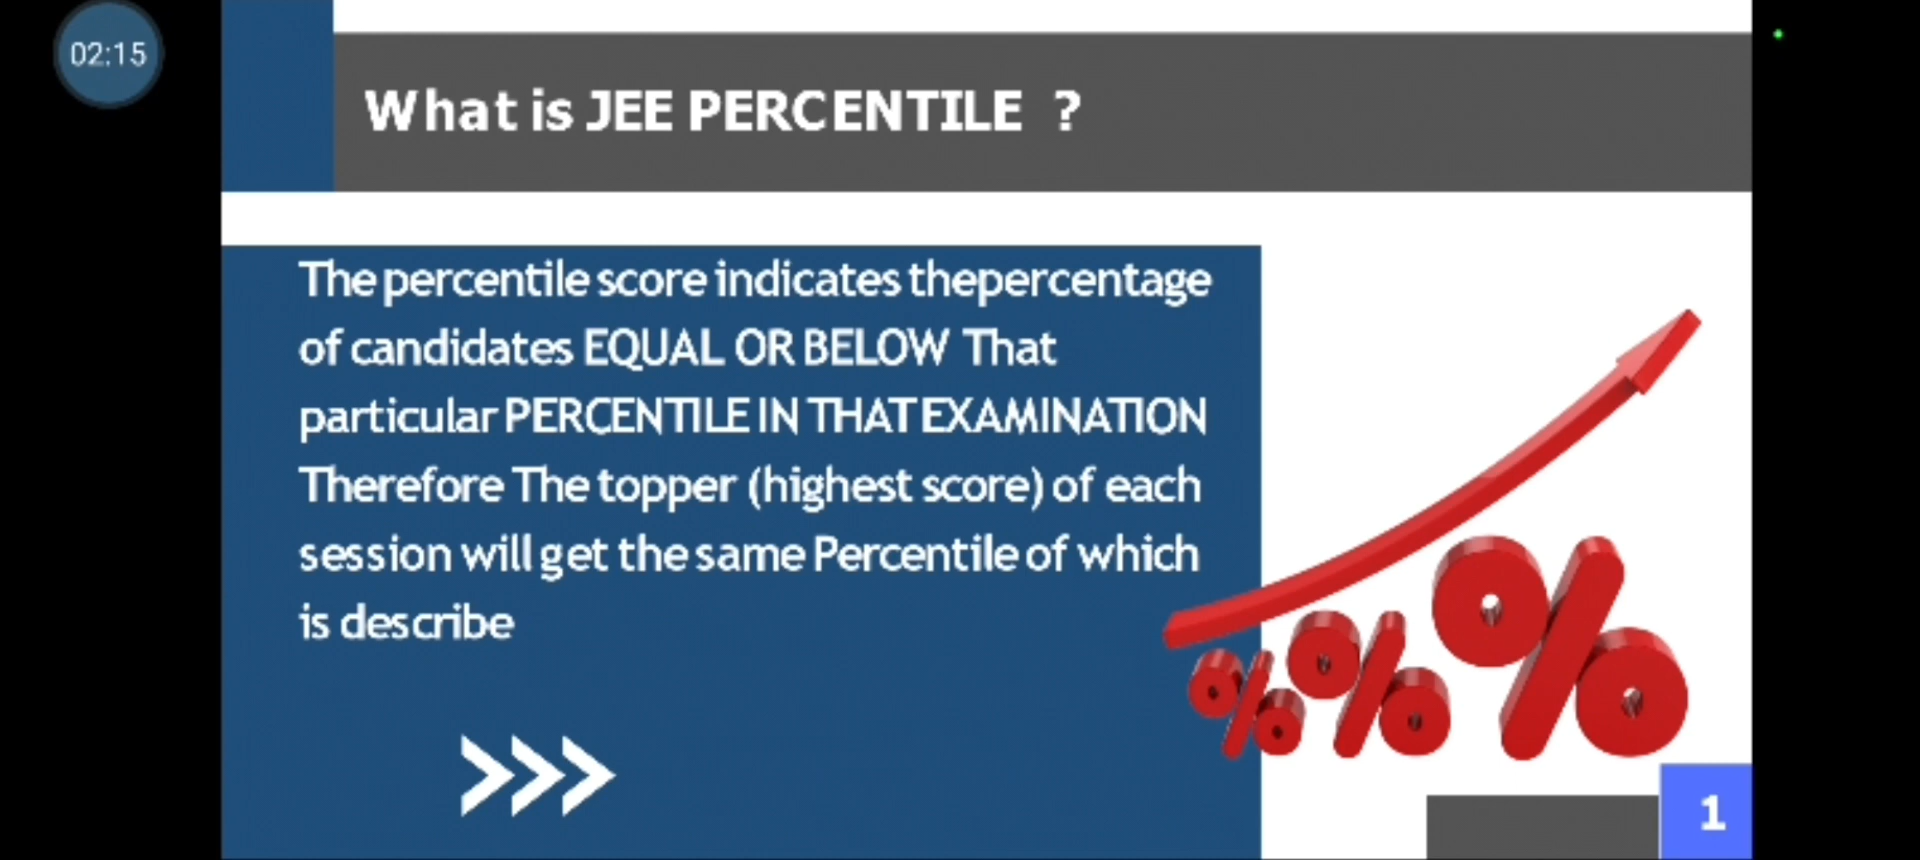 02:15
What is JEE PERCENTILE ?
The percentile score indicates thepercentage
of candidates EQUAL OR BELOW That
particular PERCENTILE IN THAT EXAMINATION
Therefore The topper (highest score) of each
session will get the same Percentile of which
is describe
% % %
1